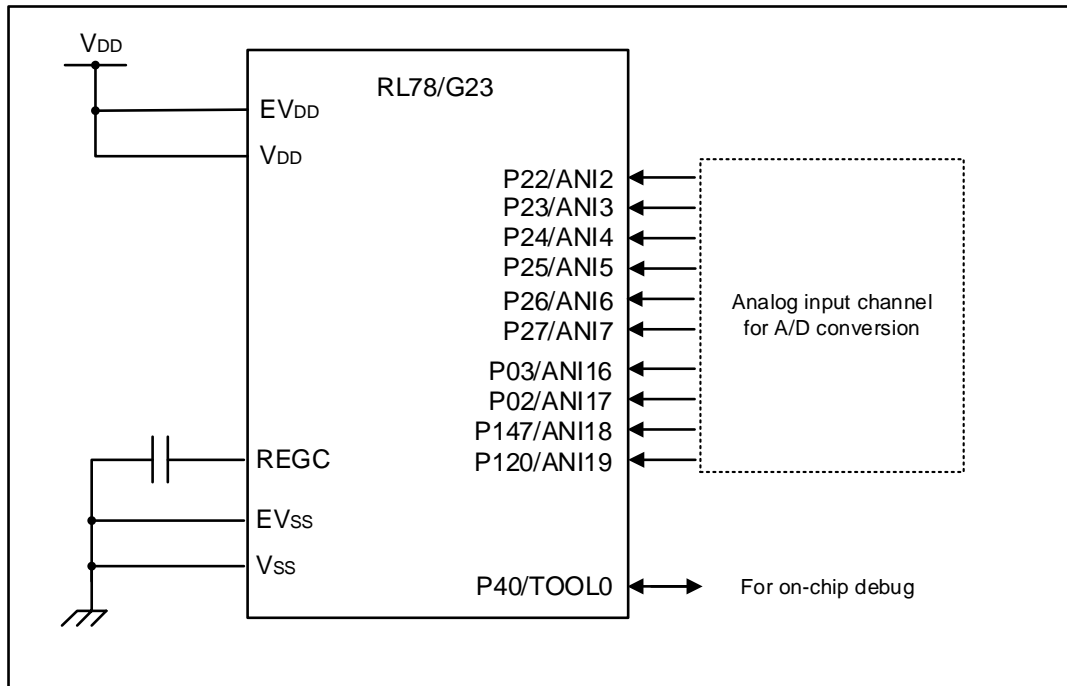 VDD
RL78/G23
EVDD
VDD
P22/ANI2
P23/ANI3
P24/ANI4
P25/ANI5
P26/ANI6
P27/ANI7
P03/ANI16
P02/ANI17
P147/ANI18
P120/ANI19
Analog input channel
for A/D conversion
REGC
EVSS
VSS
P40/TOOL0
For on-chip debug